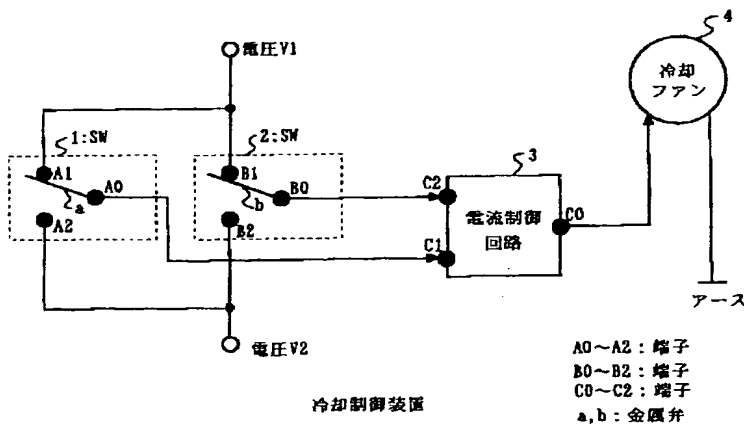 電圧V1
4
冷却
ファン
1:SW
2:SW
3
A1
A0
a
A2
B1
B0
b
B2
C2
C1
電流制御
回路
C0
アース
電圧V2
A0～A2：端子
B0～B2：端子
C0～C2：端子
a,b：金属弁
冷却制御装置